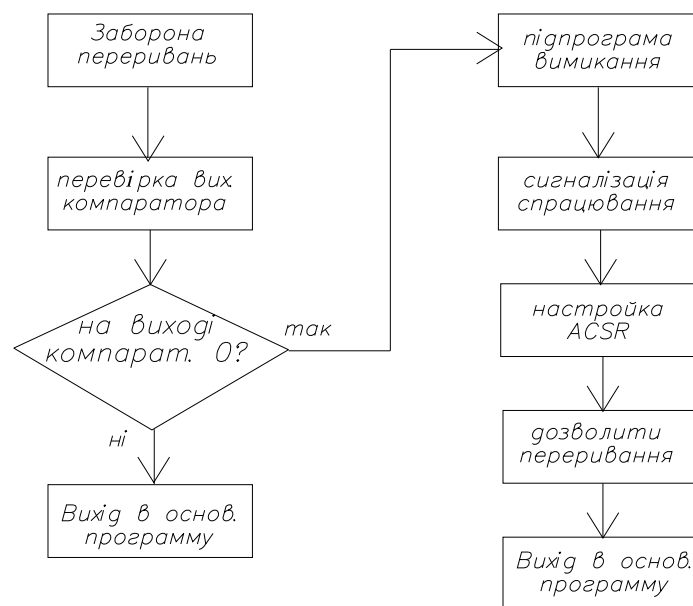 Заборона
переривань
перевірка вих.
компаратора
на виході
компарат. 0?
так
ні
Вихід в основ.
программу
підпрограма
вимикання
сигналізація
спрацювання
настройка
ACSR
дозволити
переривання
Вихід в основ.
программу